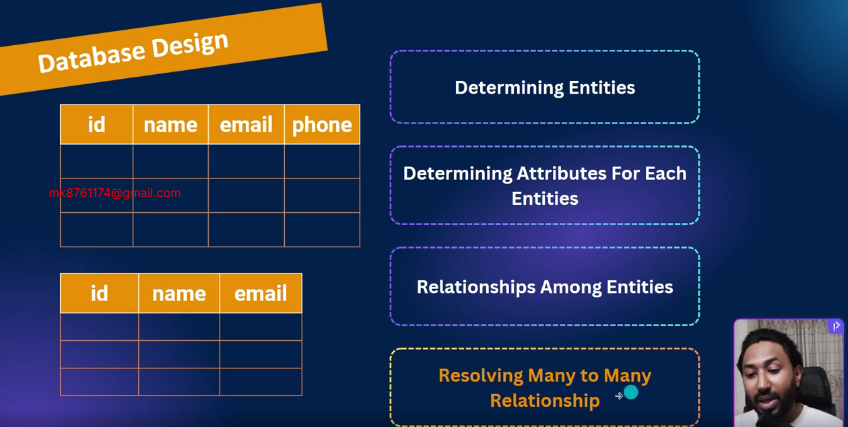 Database Design
id name email phone
mk8761174@gmail.com
id name email
Determining Entities
Determining Attributes For Each
Entities
Relationships Among Entities
Resolving Many to Many
Relationship